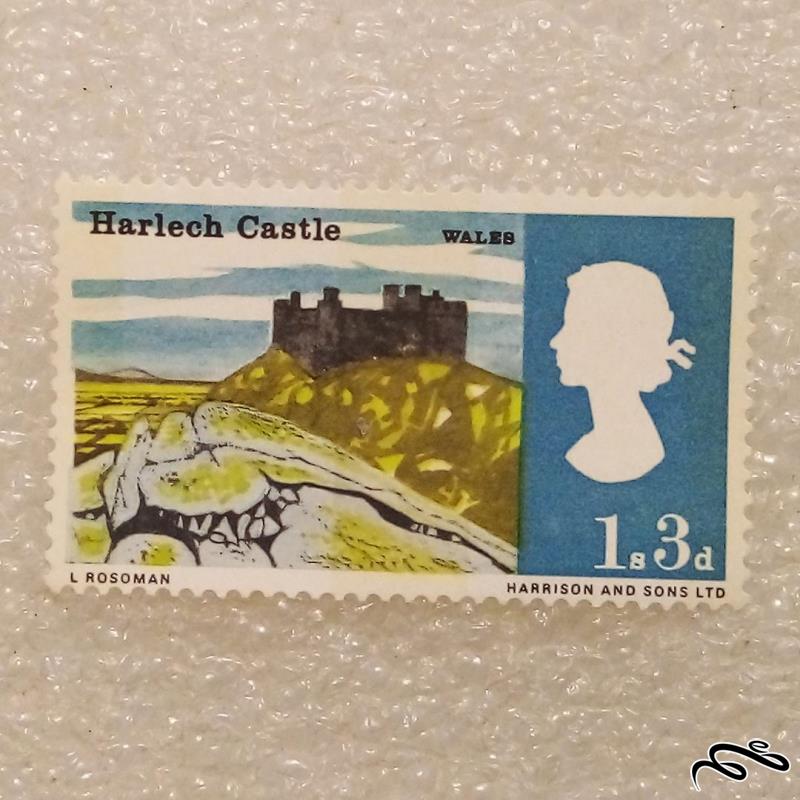 Harlech Castle
WALES
1s3d
L ROSOMAN
HARRISON AND SONS LTD